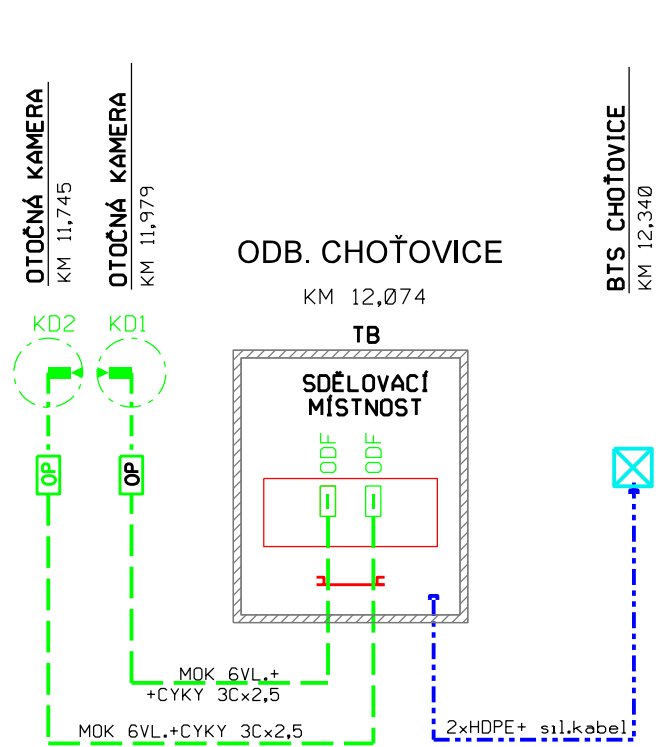 OTOČNÁ KAMERA
KM 11,745
OTOČNÁ KAMERA
KM 11,979
BTS CHOŤOVICE
KM 12,340
ODB. CHOŤOVICE
KM 12,074
TB
KD2
KD1
SDĚLOVACÍ
MÍSTNOST
ODF
ODF
OP
OP
MOK 6VL.+
+CYKY 3Cx2,5
MOK 6VL.+CYKY 3Cx2,5
2xHDPE+ sil.kabel